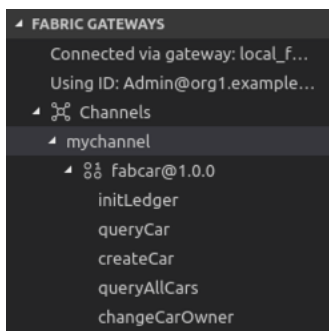 FABRIC GATEWAYS
Connected via gateway: local_f...
Using ID: Admin@org1.example...
Channels
mychannel
fabcar@1.0.0
initLedger
queryCar
createCar
queryAllCars
changeCarOwner